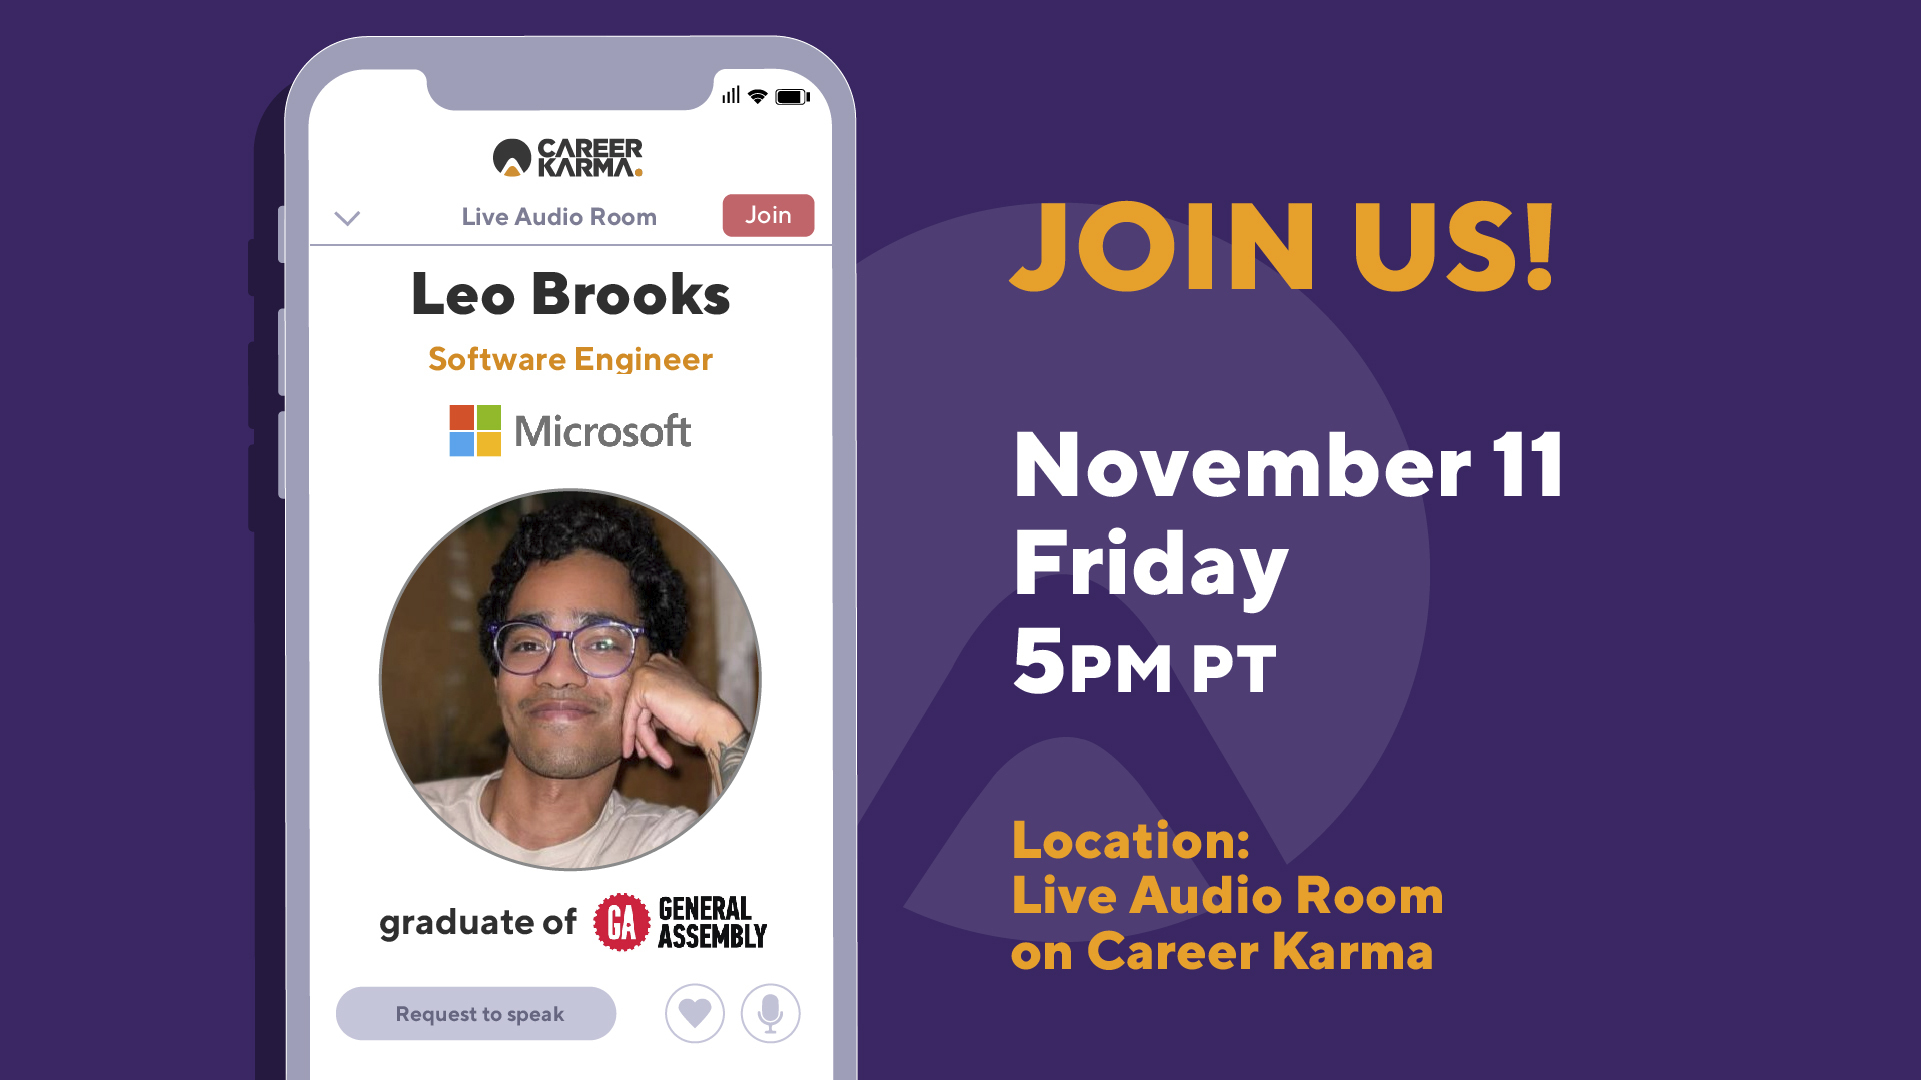 CAREER
KARMA.
Live Audio Room
Join
Leo Brooks
Software Engineer
Microsoft
graduate of
GA
GENERAL
ASSEMBLY
Request to speak
JOIN US!
November 11
Friday
5PM PT
Location:
Live Audio Room
on Career Karma